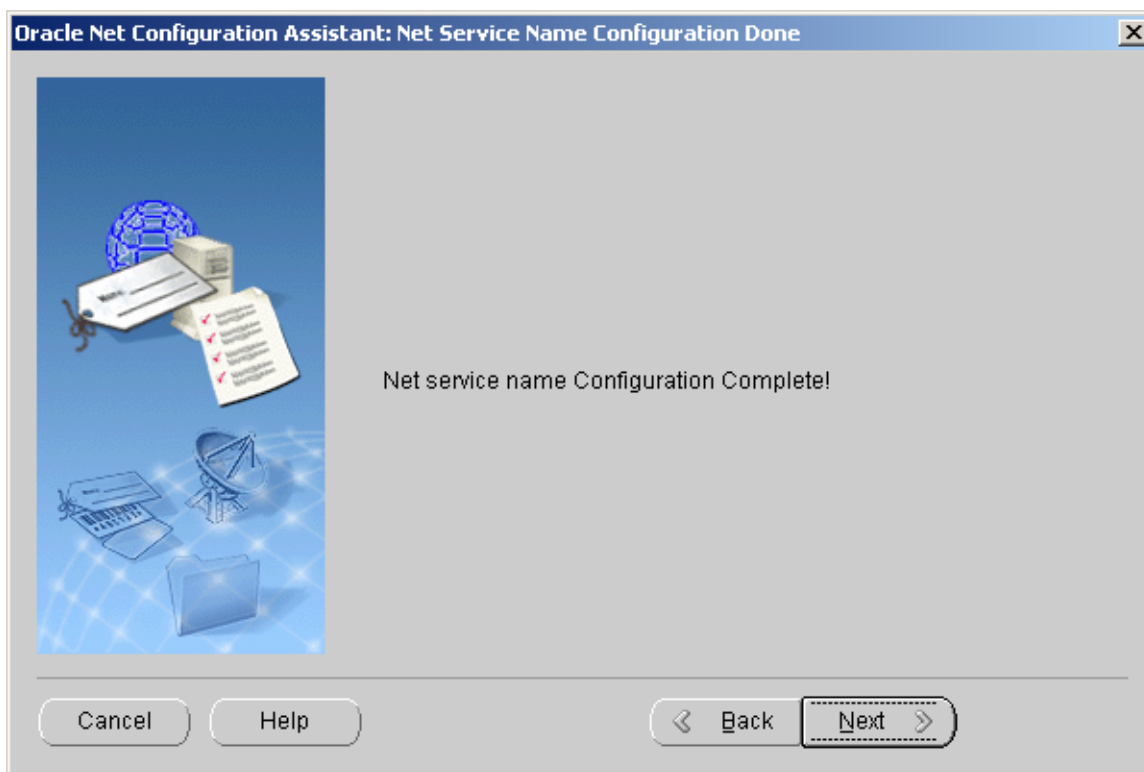 Oracle Net Configuration Assistant: Net Service Name Configuration Done
Net service name Configuration Complete!
Cancel
Help
Back
Next